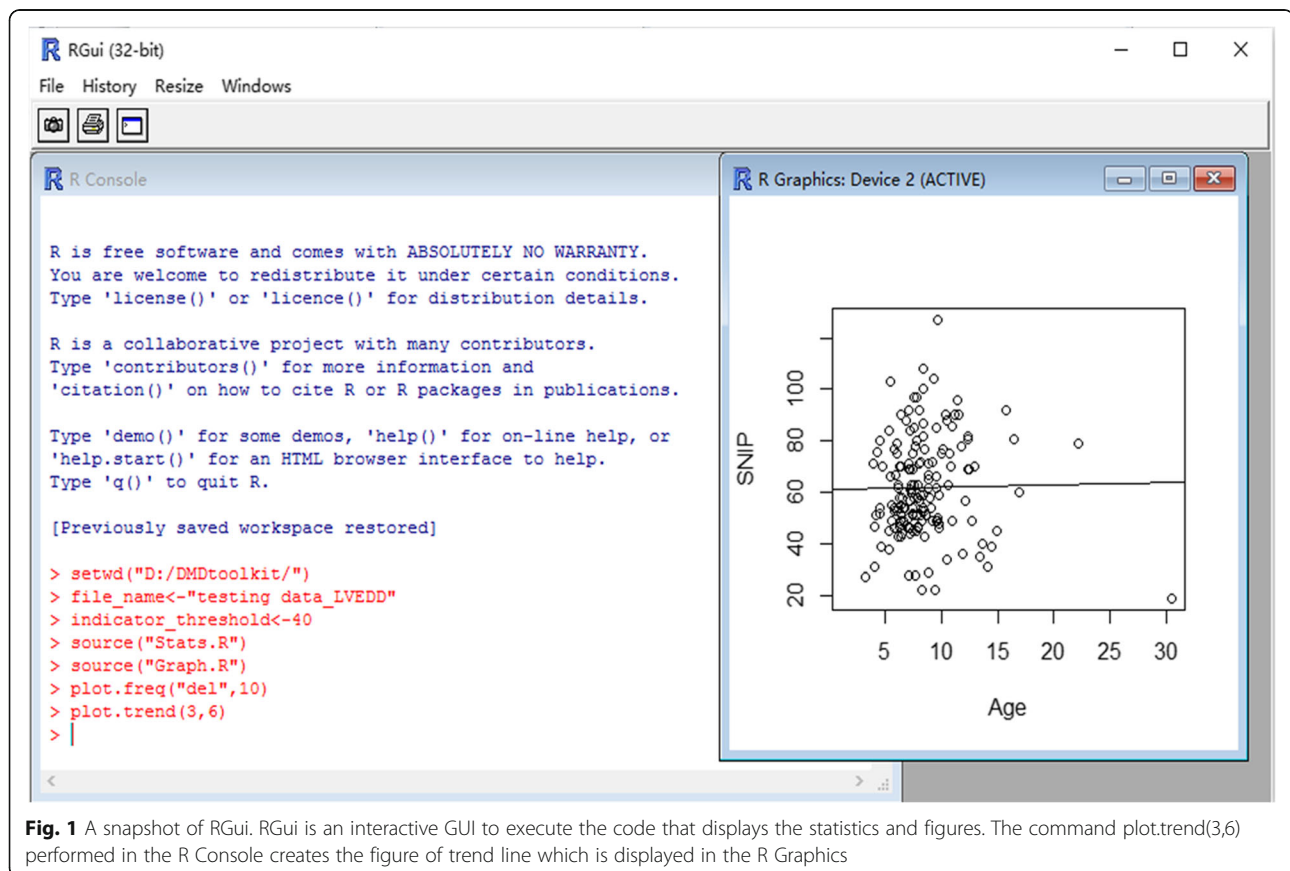 RGui (32-bit)
File History Resize Windows
R Console
R is free software and comes with ABSOLUTELY NO WARRANTY.
You are welcome to redistribute it under certain conditions.
Type 'license()' or 'licence()' for distribution details.
R is a collaborative project with many contributors.
Type 'contributors()' for more information and
'citation()' on how to cite R or R packages in publications.
Type 'demo()' for some demos, 'help()' for on-line help, or
'help.start()' for an HTML browser interface to help.
Type 'q()' to quit R.
[Previously saved workspace restored]
> setwd("D:/DMDtoolkit/")
> file_name<-"testing data_LVEDD"
> indicator_threshold<-40
> source("Stats.R")
> source("Graph.R")
> plot.freq("del",10)
> plot.trend(3,6)
>
R Graphics: Device 2 (ACTIVE)
SNIP
100
80
60
40
20
5 10 15 20 25 30
Age
Fig. 1 A snapshot of RGui. RGui is an interactive GUI to execute the code that displays the statistics and figures. The command plot.trend(3,6)
performed in the R Console creates the figure of trend line which is displayed in the R Graphics